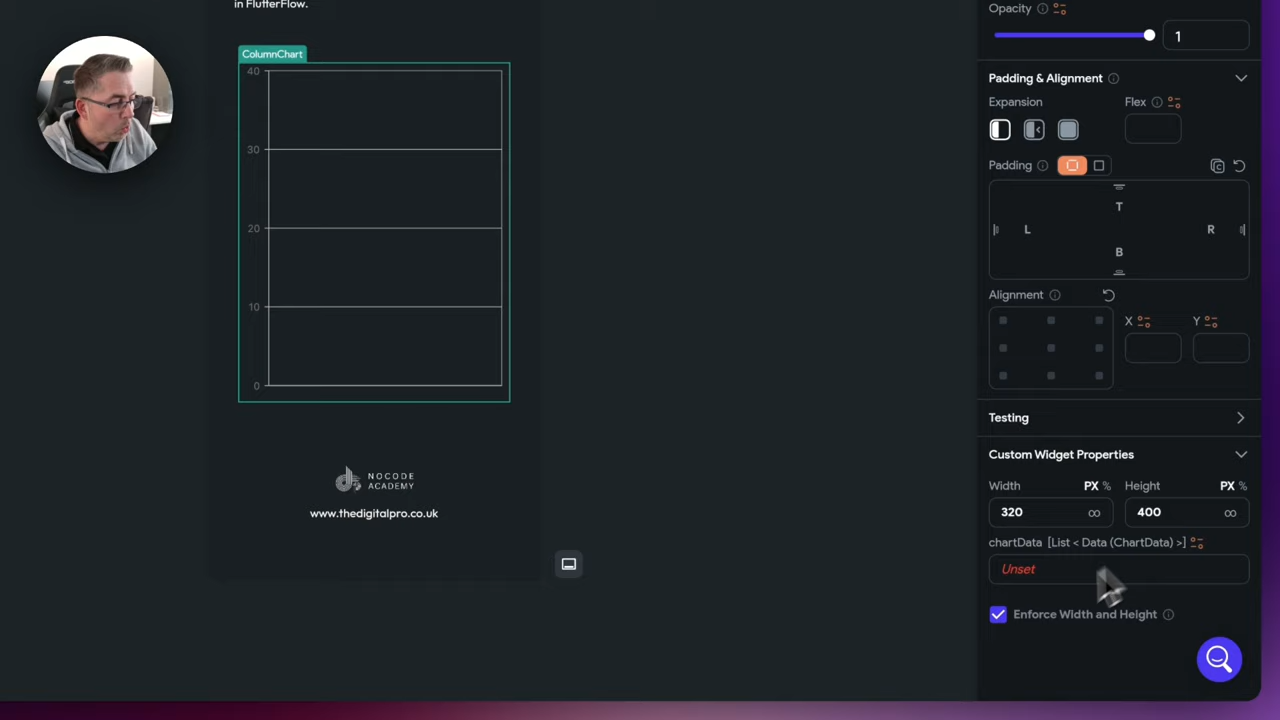 in FlutterFlow.
ColumnChart
40
30
20
10
0
NOCODE
ACADEMY
www.thedigitalpro.co.uk
Opacity
1
Padding & Alignment
Expansion
Flex
Padding
T
L
R
B
Alignment
X
Y
Testing
Custom Widget Properties
Width PX %
Height PX %
320 ∞
400 ∞
chartData [List < Data (ChartData) >]
Unset
Enforce Width and Height